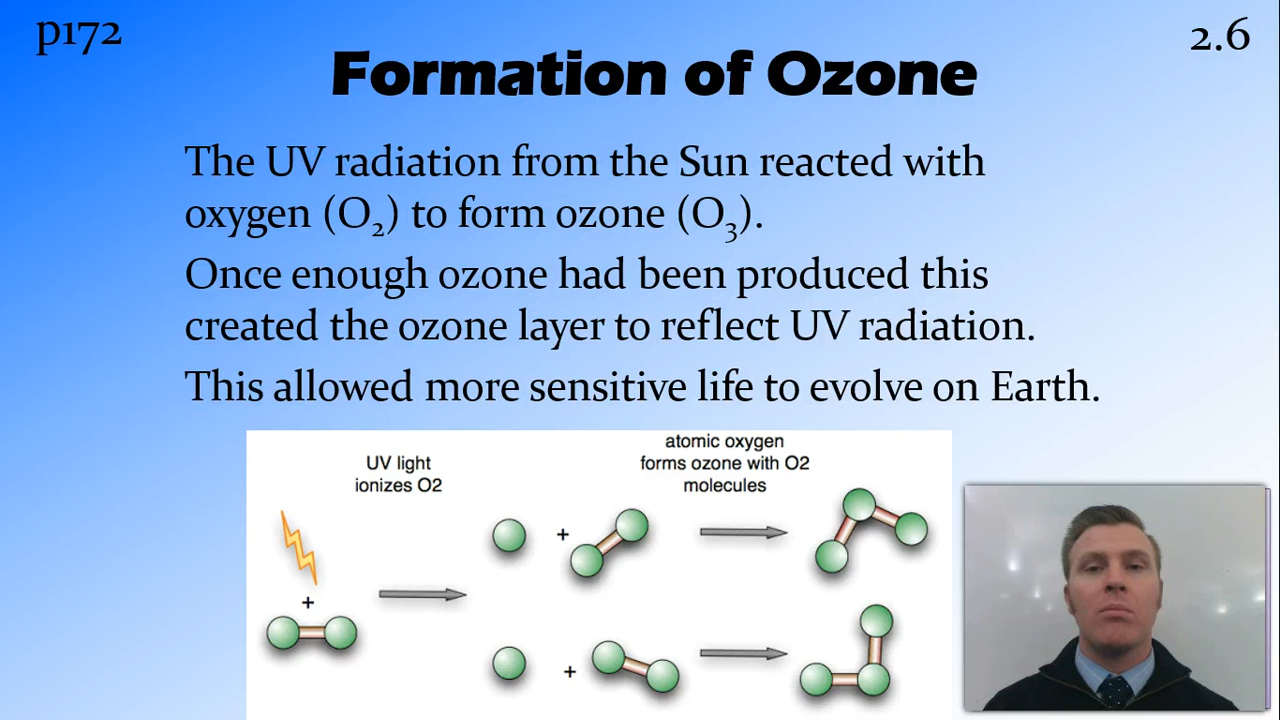 p172
2.6
Formation of Ozone
The UV radiation from the Sun reacted with
oxygen (O₂) to form ozone (O₃).
Once enough ozone had been produced this
created the ozone layer to reflect UV radiation.
This allowed more sensitive life to evolve on Earth.
UV light
ionizes O2
atomic oxygen
forms ozone with O2
molecules
+
+
+